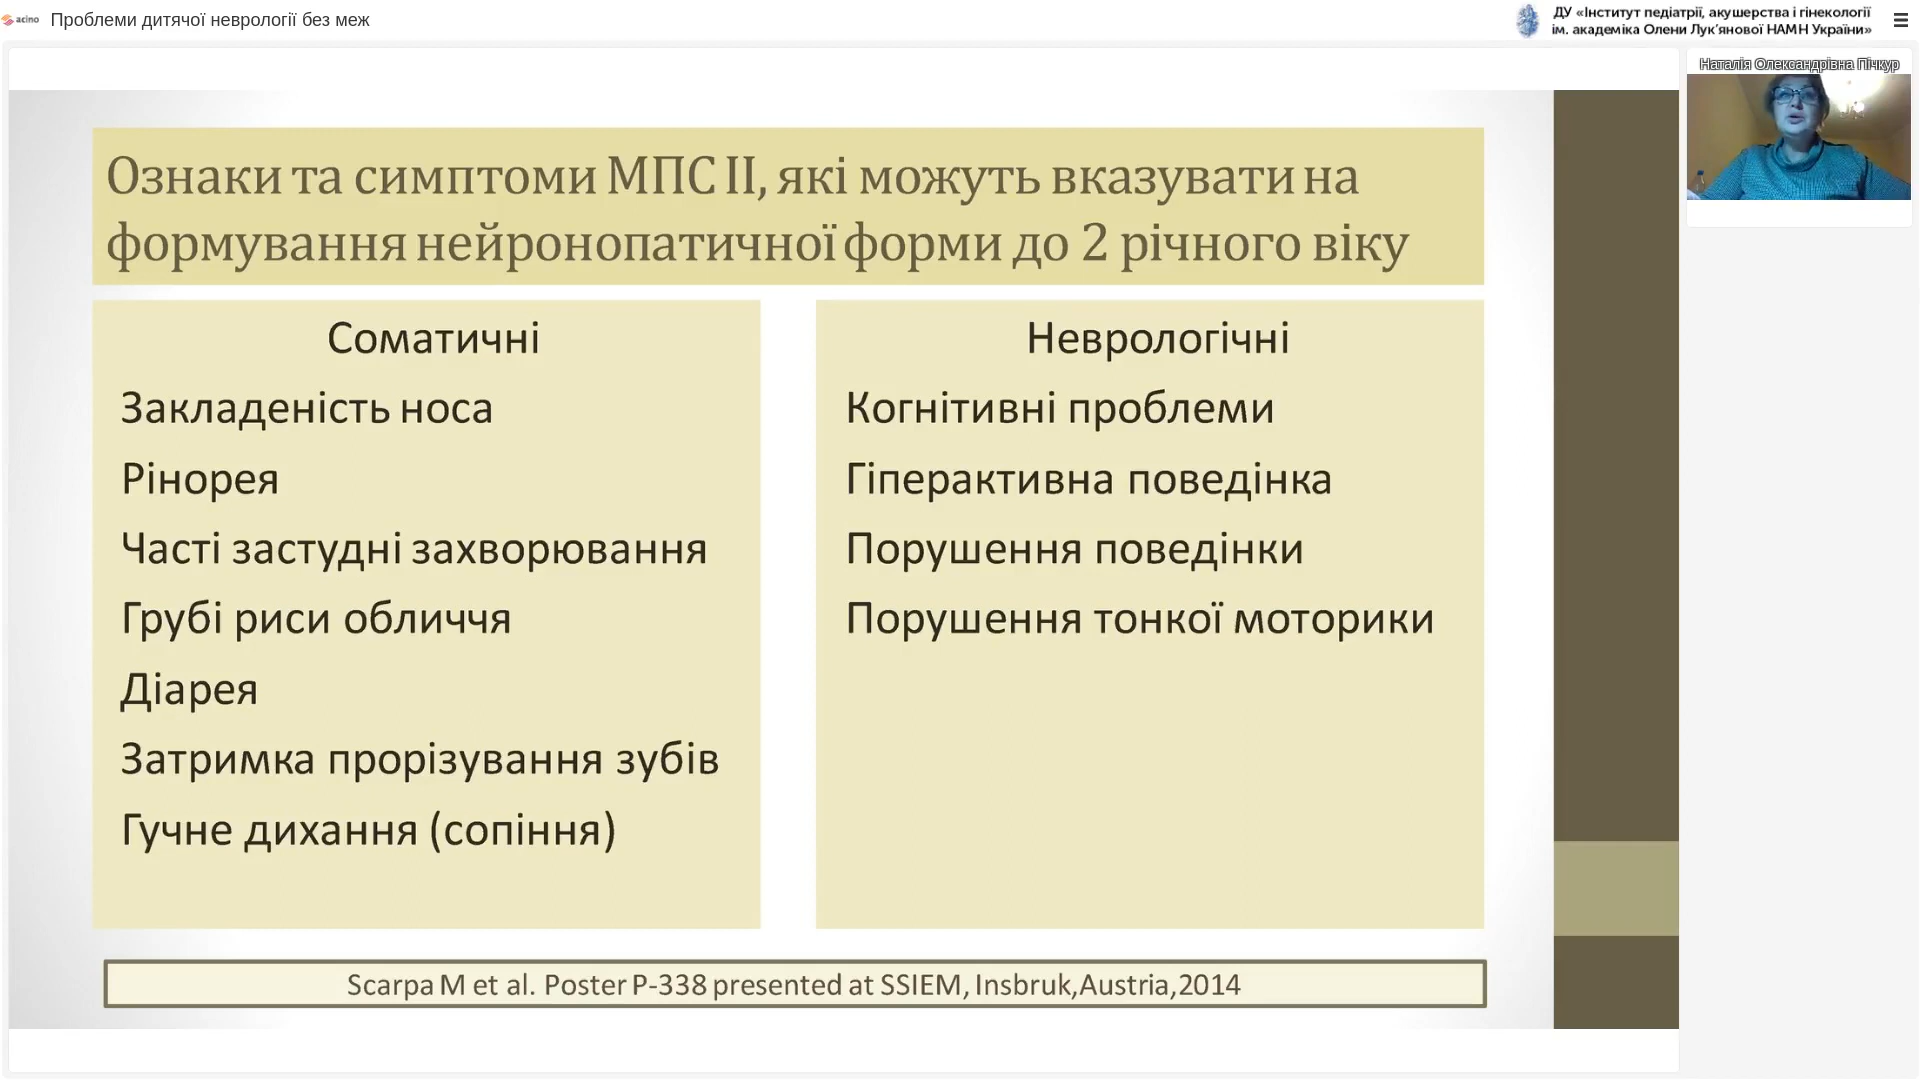 acino
Проблеми дитячої неврології без меж
ДУ «Інститут педіатрії, акушерства і гінекології
ім. академіка Олени Лук’янової НАМН України»
Наталія Олександрівна Пічкур
Ознаки та симптоми МПС II, які можуть вказувати на
формування нейронопатичної форми до 2 річного віку
Соматичні
Закладеність носа
Рінорея
Часті застудні захворювання
Грубі риси обличчя
Діарея
Затримка прорізування зубів
Гучне дихання (сопіння)
Неврологічні
Когнітивні проблеми
Гіперактивна поведінка
Порушення поведінки
Порушення тонкої моторики
Scarpa M et al. Poster P-338 presented at SSIEM, Insbruk,Austria,2014